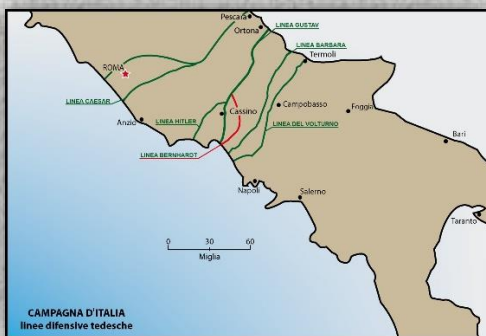 Pescara
LINEA GUSTAV
Ortona
LINEA BARBARA
ROMA
Termoli
LINEA CAESAR
Campobasso
Foggia
Anzio
LINEA HITLER
Cassino
LINEA DEL VOLTURNO
Bari
LINEA BERNHARDT
Napoli
Salerno
Taranto
0 30 60
Miglia
CAMPAGNA D'ITALIA
linee difensive tedesche